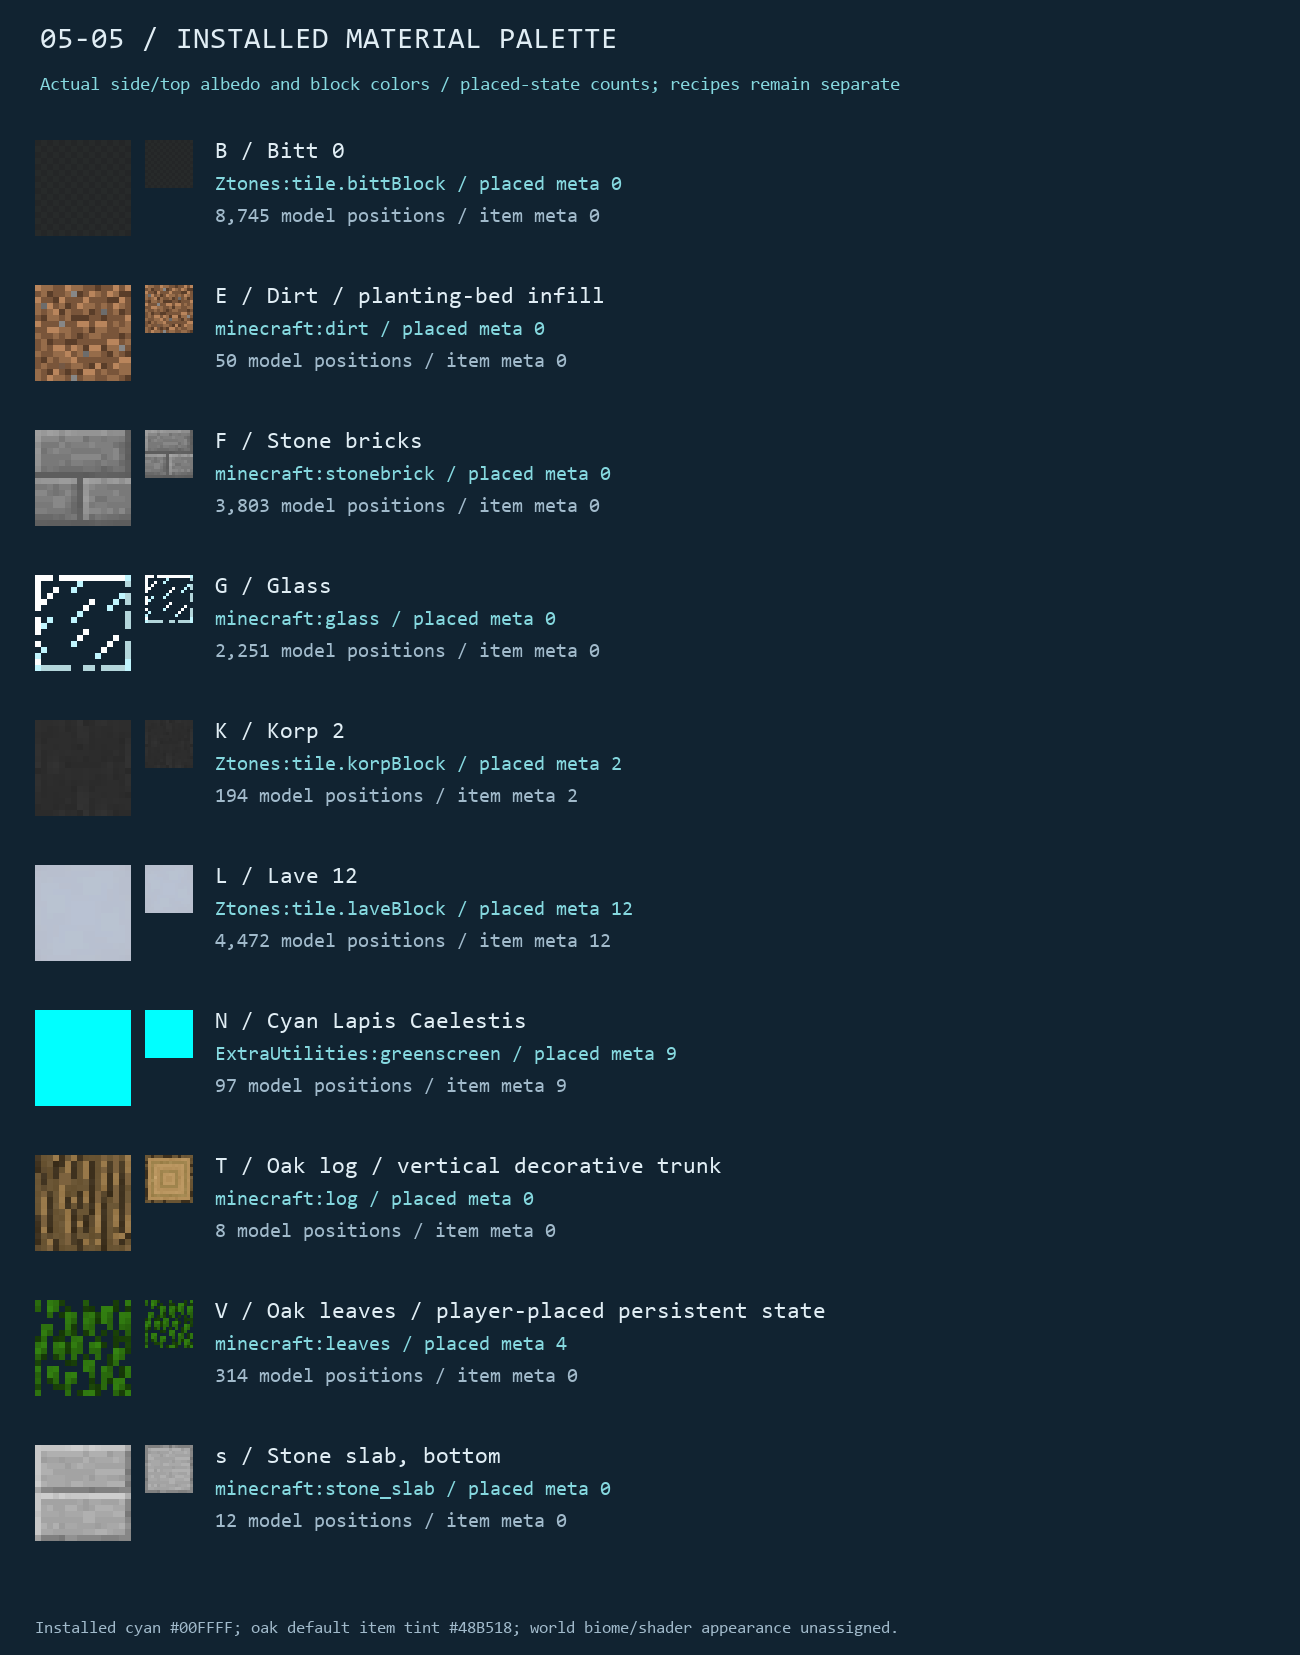 05-05 / INSTALLED MATERIAL PALETTE
Actual side/top albedo and block colors / placed-state counts; recipes remain separate
B / Bitt 0
Ztones:tile.bittBlock / placed meta 0
8,745 model positions / item meta 0
E / Dirt / planting-bed infill
minecraft:dirt / placed meta 0
50 model positions / item meta 0
F / Stone bricks
minecraft:stonebrick / placed meta 0
3,803 model positions / item meta 0
G / Glass
minecraft:glass / placed meta 0
2,251 model positions / item meta 0
K / Korp 2
Ztones:tile.korpBlock / placed meta 2
194 model positions / item meta 2
L / Lave 12
Ztones:tile.laveBlock / placed meta 12
4,472 model positions / item meta 12
N / Cyan Lapis Caelestis
ExtraUtilities:greenscreen / placed meta 9
97 model positions / item meta 9
T / Oak log / vertical decorative trunk
minecraft:log / placed meta 0
8 model positions / item meta 0
V / Oak leaves / player-placed persistent state
minecraft:leaves / placed meta 4
314 model positions / item meta 0
s / Stone slab, bottom
minecraft:stone_slab / placed meta 0
12 model positions / item meta 0
Installed cyan #00FFFF; oak default item tint #48B518; world biome/shader appearance unassigned.